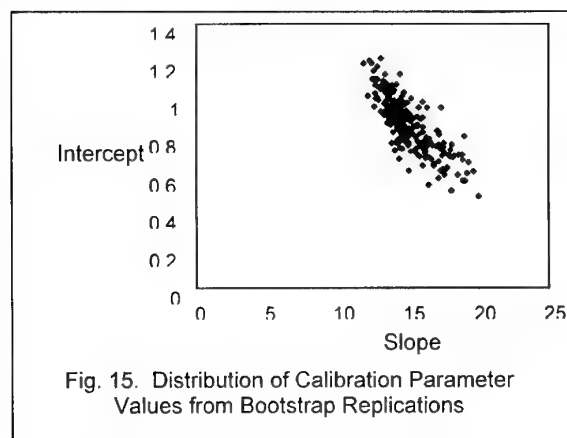 1.4
1.2
1
Intercept 0.8
0.6
0.4
0.2
0
0 5 10 15 20 25
Slope
Fig. 15. Distribution of Calibration Parameter
Values from Bootstrap Replications